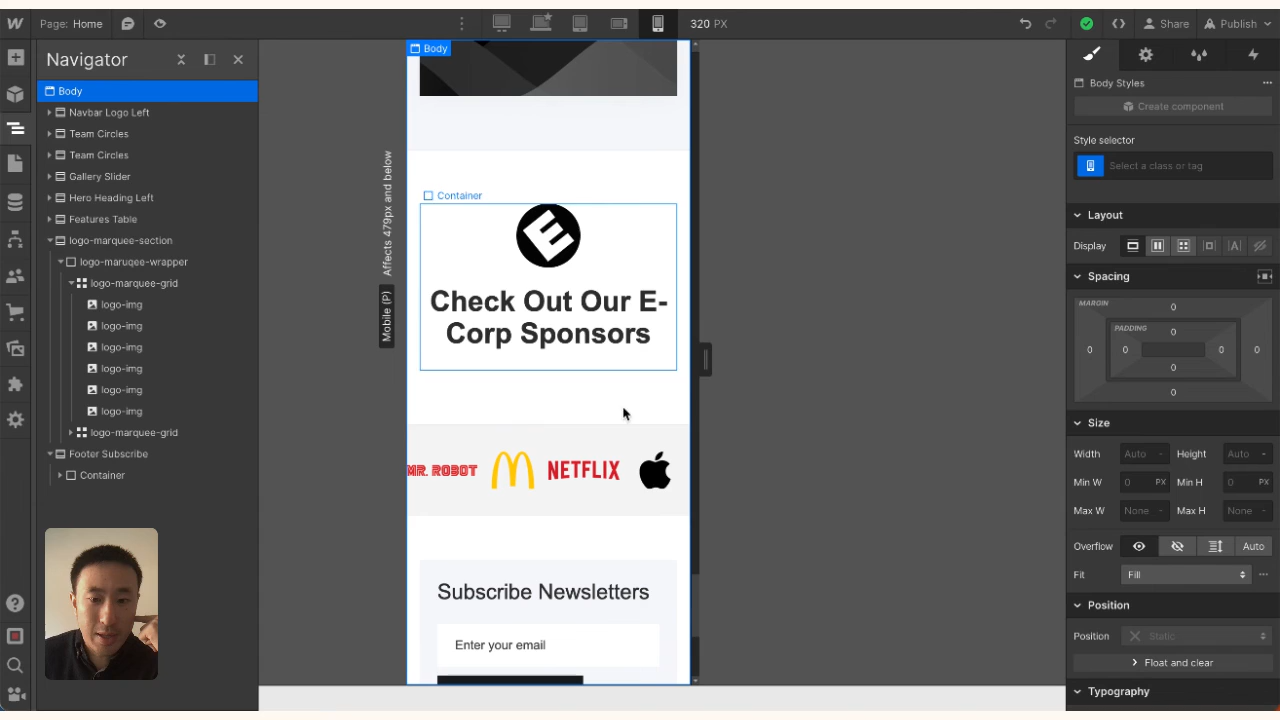 Page: Home
320 PX
Share
Publish
Navigator
Body
Navbar Logo Left
Team Circles
Team Circles
Gallery Slider
Hero Heading Left
Features Table
logo-marquee-section
logo-maruqee-wrapper
logo-marquee-grid
logo-img
logo-img
logo-img
logo-img
logo-img
logo-img
logo-marquee-grid
Footer Subscribe
Container
Affects 479px and below
Mobile (P)
Body
Container
Check Out Our E-
Corp Sponsors
MR. ROBOT
NETFLIX
Subscribe Newsletters
Enter your email
Body Styles
Create component
Style selector
Select a class or tag
Layout
Display
Spacing
MARGIN
0
PADDING
0
0
0
0
0
0
0
Size
Width
Auto
-
Height
Auto
-
Min W
0
PX
Min H
0
PX
Max W
None
-
Max H
None
-
Overflow
Auto
Fit
Fill
Position
Position
Static
Float and clear
Typography